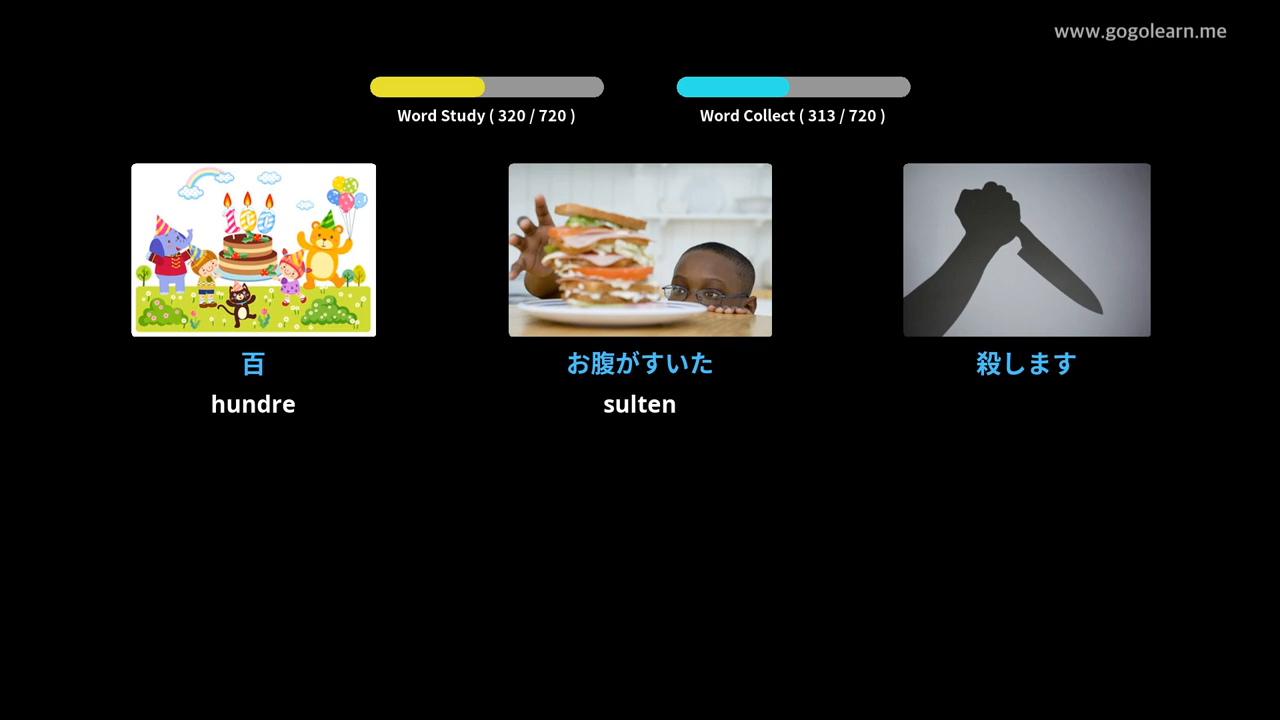 www.gogolearn.me
Word Study ( 320 / 720 )
Word Collect ( 313 / 720 )
100
百
お腹がすいた
殺します
hundre
sulten